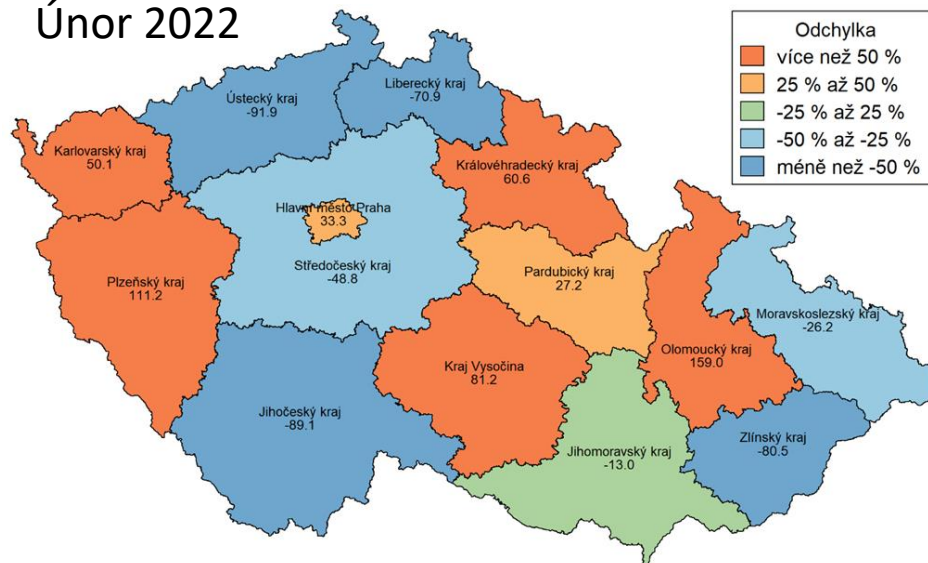 Únor 2022
Odchylka
více než 50 %
25 % až 50 %
-25 % až 25 %
-50 % až -25 %
méně než -50 %
Ústecký kraj
-91.9
Liberecký kraj
-70.9
Karlovarský kraj
50.1
Královéhradecký kraj
60.6
Hlavní město Praha
33.3
Středočeský kraj
-48.8
Plzeňský kraj
111.2
Pardubický kraj
27.2
Moravskoslezský kraj
-26.2
Olomoucký kraj
159.0
Kraj Vysočina
81.2
Jihočeský kraj
-89.1
Jihomoravský kraj
-13.0
Zlínský kraj
-80.5